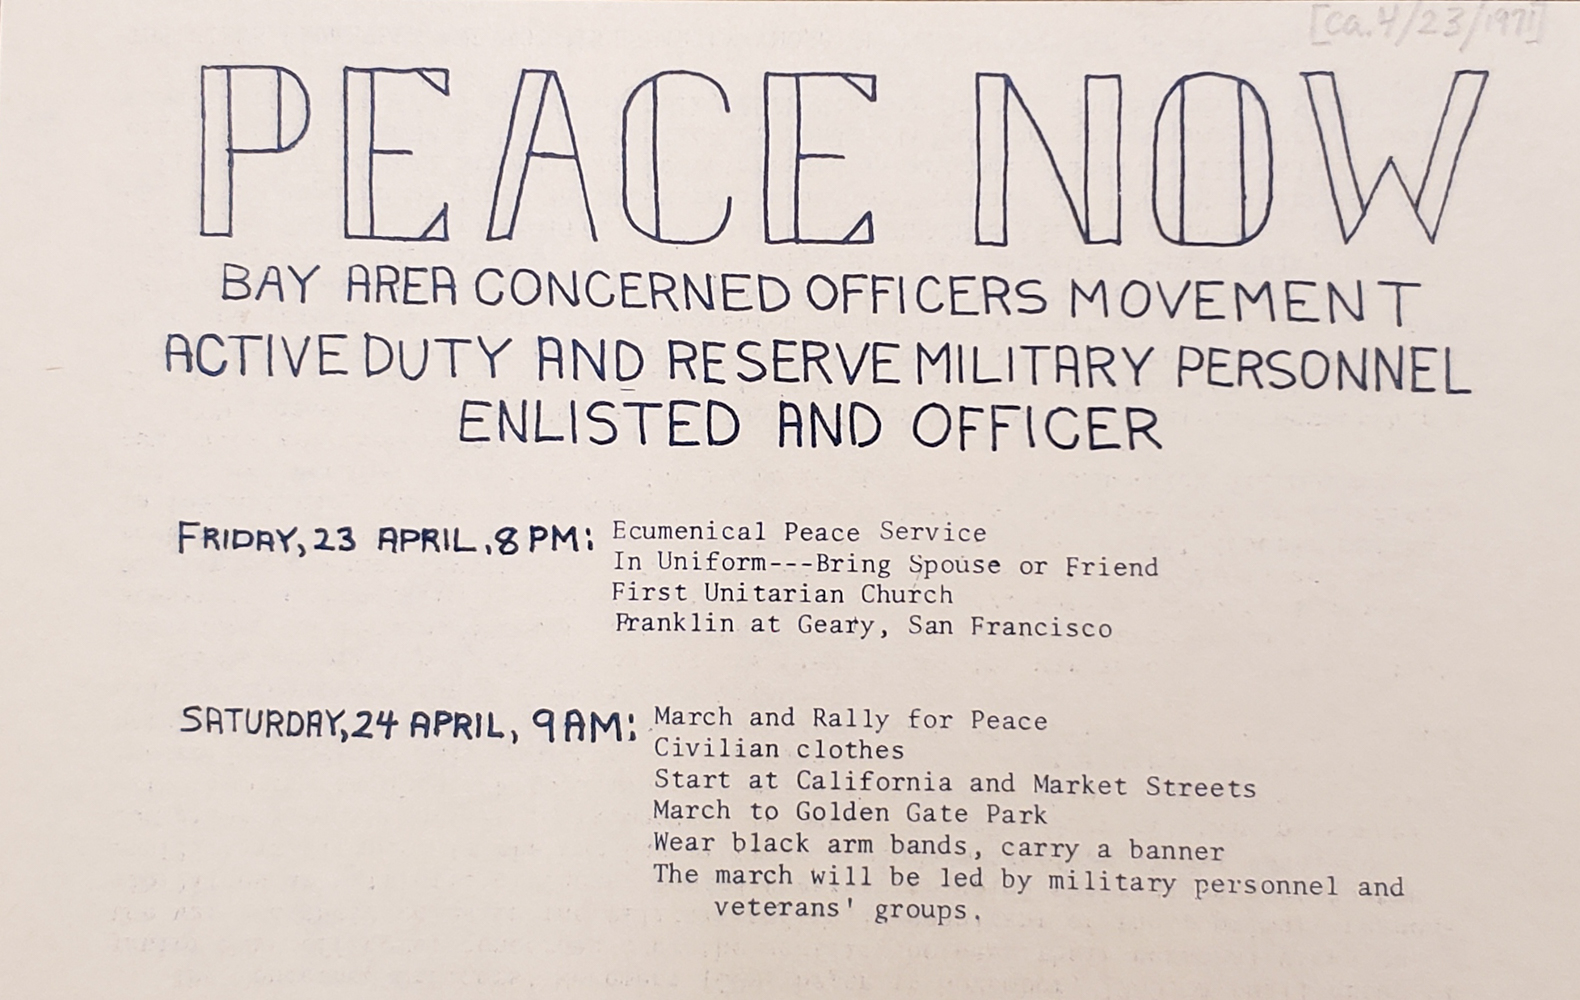 [ca. 4/23/1971]
PEACE NOW
BAY AREA CONCERNED OFFICERS MOVEMENT
ACTIVE DUTY AND RESERVE MILITARY PERSONNEL
ENLISTED AND OFFICER
FRIDAY, 23 APRIL, 8 PM: Ecumenical Peace Service
In Uniform---Bring Spouse or Friend
First Unitarian Church
Franklin at Geary, San Francisco
SATURDAY, 24 APRIL, 9 AM: March and Rally for Peace
Civilian clothes
Start at California and Market Streets
March to Golden Gate Park
Wear black arm bands, carry a banner
The march will be led by military personnel and
veterans' groups.